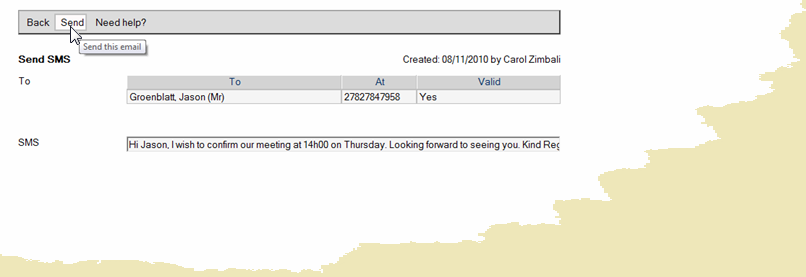 Back Send Need help?
Send this email
Send SMS Created: 08/11/2010 by Carol Zimbali
To To At Valid
Groenblatt, Jason (Mr) 27827847958 Yes
SMS Hi Jason, I wish to confirm our meeting at 14h00 on Thursday. Looking forward to seeing you. Kind Reg